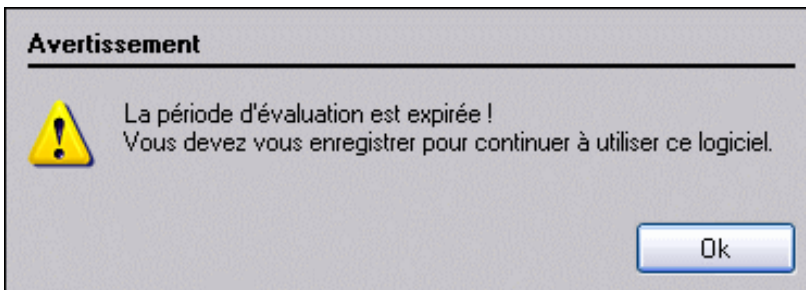 Avertissement
La période d'évaluation est expirée !
Vous devez vous enregistrer pour continuer à utiliser ce logiciel.
Ok